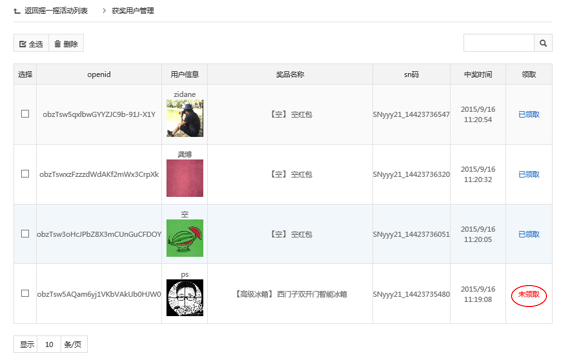 返回摇一摇活动列表 > 获奖用户管理
全选 删除
选择 openid 用户信息 奖品名称 sn码 中奖时间 领取
zidane
obzTsw5qxlbwGYYZJC9b-91J-X1Y 【空】 空红包 SNyyy21_14423736547 2015/9/16 已领取
11:20:54
龚博
obzTswxzFzzzdWdAKf2mWx3CrpXk 【空】 空红包 SNyyy21_14423736320 2015/9/16 已领取
11:20:32
空
obzTsw3oHcJPbZ8X3mCUnGuCFDOY 【空】 空红包 SNyyy21_14423736051 2015/9/16 已领取
11:20:05
ps
obzTsw5AQam6yj1VKbVAkUb0HJW0 【高级冰箱】 西门子双开门智能冰箱 SNyyy21_14423735480 2015/9/16 未领取
11:19:08
显示 10 条/页